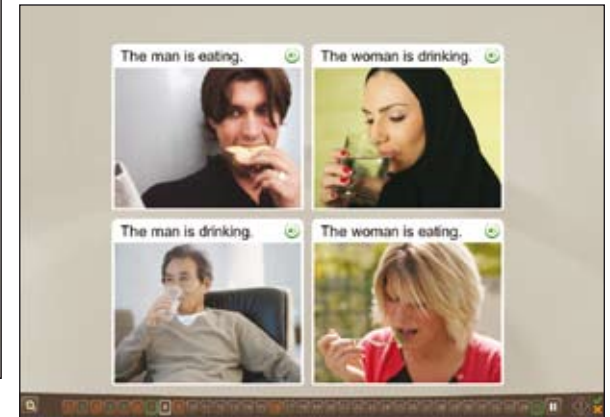 The man is eating.
The woman is drinking.
The man is drinking.
The woman is eating.